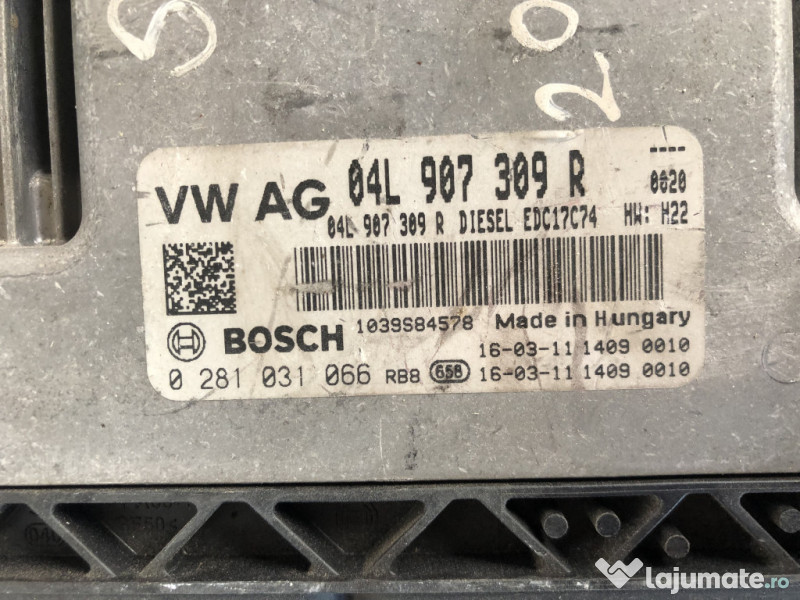 S
20
VW AG 04L 907 309 R ----
04L 907 309 R DIESEL EDC17C74 0020
HW: H22
BOSCH 1039S84578 Made in Hungary
16-03-11 1409 0010
0 281 031 066 RB8 658 16-03-11 1409 0010
lajumate.ro